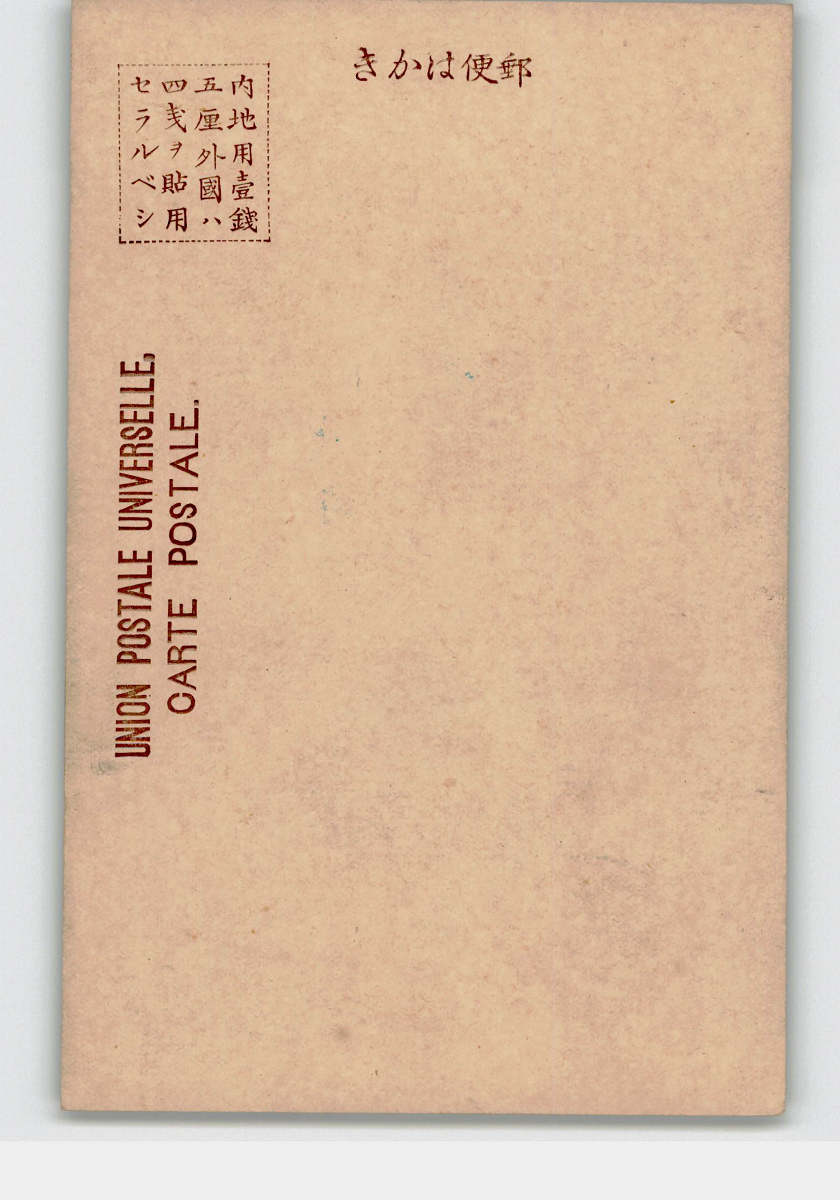 きかは便郵
内地用壹錢
五厘外國ハ
四戔ヲ貼用
セラルベシ
UNION POSTALE UNIVERSELLE,
CARTE POSTALE.